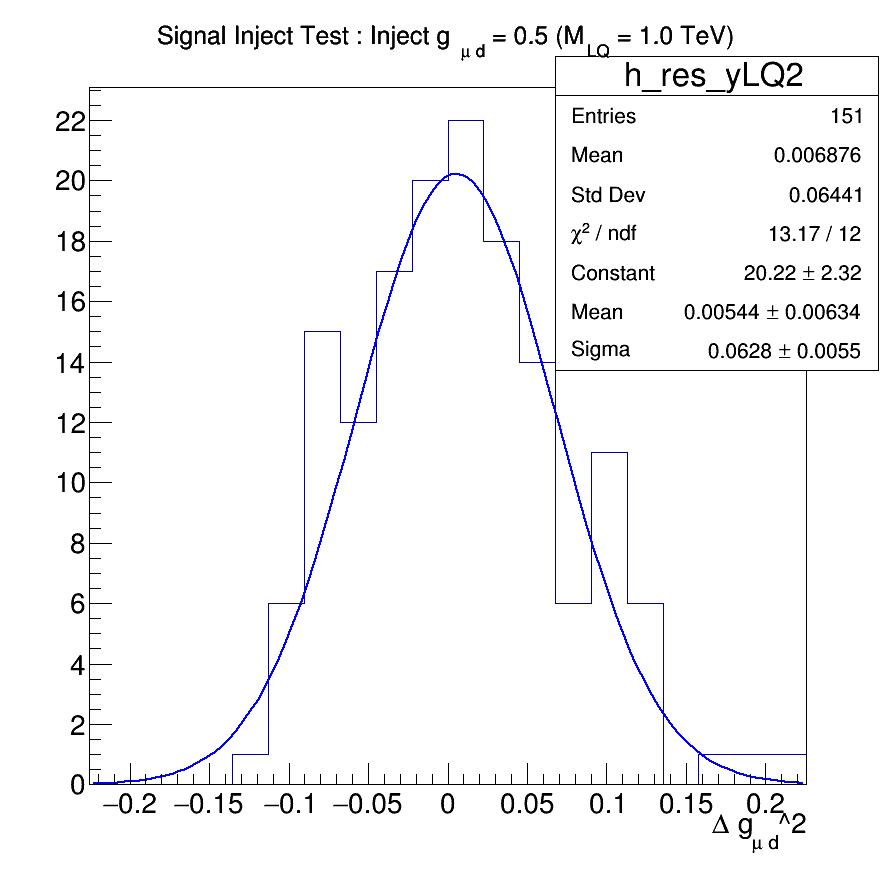 Signal Inject Test : Inject g μ d = 0.5 (M LQ = 1.0 TeV)
h_res_yLQ2
Entries 151
Mean 0.006876
Std Dev 0.06441
χ² / ndf 13.17 / 12
Constant 20.22 ± 2.32
Mean 0.00544 ± 0.00634
Sigma 0.0628 ± 0.0055
22
20
18
16
14
12
10
8
6
4
2
0
−0.2 −0.15 −0.1 −0.05 0 0.05 0.1 0.15 0.2
Δ g μ d ^2